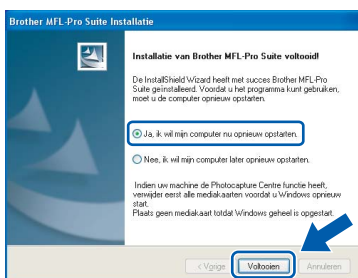 Brother MFL-Pro Suite Installatie
Installatie van Brother MFL-Pro Suite voltooid!
De InstallShield Wizard heeft met succes Brother MFL-Pro
Suite geïnstalleerd. Voordat u het programma kunt gebruiken,
moet u de computer opnieuw opstarten.
Ja, ik wil mijn computer nu opnieuw opstarten.
Nee, ik wil mijn computer later opnieuw opstarten.
Indien uw machine de Photocapture Centre functie heeft,
verwijder eerst alle mediakaarten voordat u Windows opnieuw
start.
Plaats geen mediakaart totdat Windows geheel is opgestart.
< Vorige Voltooien Annuleren